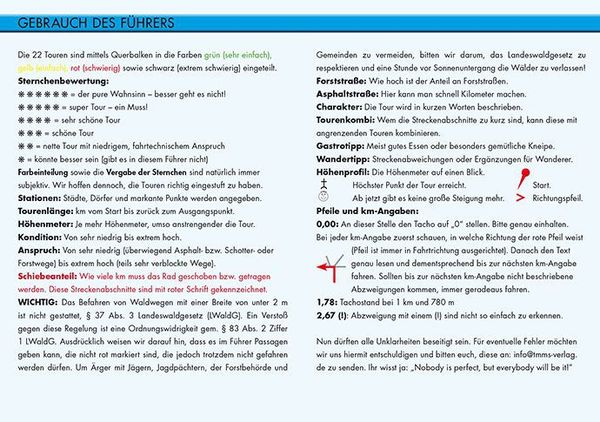 GEBRAUCH DES FÜHRERS
Die 22 Touren sind mittels Querbalken in die Farben grün (sehr einfach),
gelb (einfach), rot (schwierig) sowie schwarz (extrem schwierig) eingeteilt.
Sternchenbewertung:
✵ ✵ ✵ ✵ ✵ ✵ = der pure Wahnsinn – besser geht es nicht!
✵ ✵ ✵ ✵ ✵ = super Tour – ein Muss!
✵ ✵ ✵ ✵ = sehr schöne Tour
✵ ✵ ✵ = schöne Tour
✵ ✵ = nette Tour mit niedrigem, fahrtechnischem Anspruch
✵ = könnte besser sein (gibt es in diesem Führer nicht)
Farbeinteilung sowie die Vergabe der Sternchen sind natürlich immer
subjektiv. Wir hoffen dennoch, die Touren richtig eingestuft zu haben.
Stationen: Städte, Dörfer und markante Punkte werden angegeben.
Tourenlänge: km vom Start bis zurück zum Ausgangspunkt.
Höhenmeter: Je mehr Höhenmeter, umso anstrengender die Tour.
Kondition: Von sehr niedrig bis extrem hoch.
Anspruch: Von sehr niedrig (überwiegend Asphalt- bzw. Schotter- oder
Forstwege) bis extrem hoch (teils sehr verblockte Wege).
Schiebeanteil: Wie viele km muss das Rad geschoben bzw. getragen
werden. Diese Streckenabschnitte sind mit roter Schrift gekennzeichnet.
WICHTIG: Das Befahren von Waldwegen mit einer Breite von unter 2 m
ist nicht gestattet, § 37 Abs. 3 Landeswaldgesetz (LWaldG). Ein Verstoß
gegen diese Regelung ist eine Ordnungswidrigkeit gem. § 83 Abs. 2 Ziffer
1 LWaldG. Ausdrücklich weisen wir darauf hin, dass es im Führer Passagen
geben kann, die nicht rot markiert sind, die jedoch trotzdem nicht gefahren
werden dürfen. Um Ärger mit Jägern, Jagdpächtern, der Forstbehörde und
Gemeinden zu vermeiden, bitten wir darum, das Landeswaldgesetz zu
respektieren und eine Stunde vor Sonnenuntergang die Wälder zu verlassen!
Forststraße: Wie hoch ist der Anteil an Forststraßen.
Asphaltstraße: Hier kann man schnell Kilometer machen.
Charakter: Die Tour wird in kurzen Worten beschrieben.
Tourenkombi: Wem die Streckenabschnitte zu kurz sind, kann diese mit
angrenzenden Touren kombinieren.
Gastrotipp: Meist gutes Essen oder besonders gemütliche Kneipe.
Wandertipp: Streckenabweichungen oder Ergänzungen für Wanderer.
Höhenprofil: Die Höhenmeter auf einen Blick.
Höchster Punkt der Tour erreicht. Start.
Ab jetzt gibt es keine große Steigung mehr. Richtungspfeil.
Pfeile und km-Angaben:
0,00: An dieser Stelle den Tacho auf „0“ stellen. Bitte genau einhalten.
Bei jeder km-Angabe zuerst schauen, in welche Richtung der rote Pfeil weist
(Pfeil ist immer in Fahrtrichtung ausgerichtet). Danach den Text
genau lesen und dementsprechend bis zur nächsten km-Angabe
fahren. Sollten bis zur nächsten km-Angabe nicht beschriebene
Abzweigungen kommen, immer geradeaus fahren.
1,78: Tachostand bei 1 km und 780 m
2,67 (!): Abzweigung mit einem (!) sind nicht so einfach zu erkennen.
Nun dürften alle Unklarheiten beseitigt sein. Für eventuelle Fehler möchten
wir uns hiermit entschuldigen und bitten euch, diese an: info@tmms-verlag.
de zu senden. Ihr wisst ja: „Nobody is perfect, but everybody will be it!“